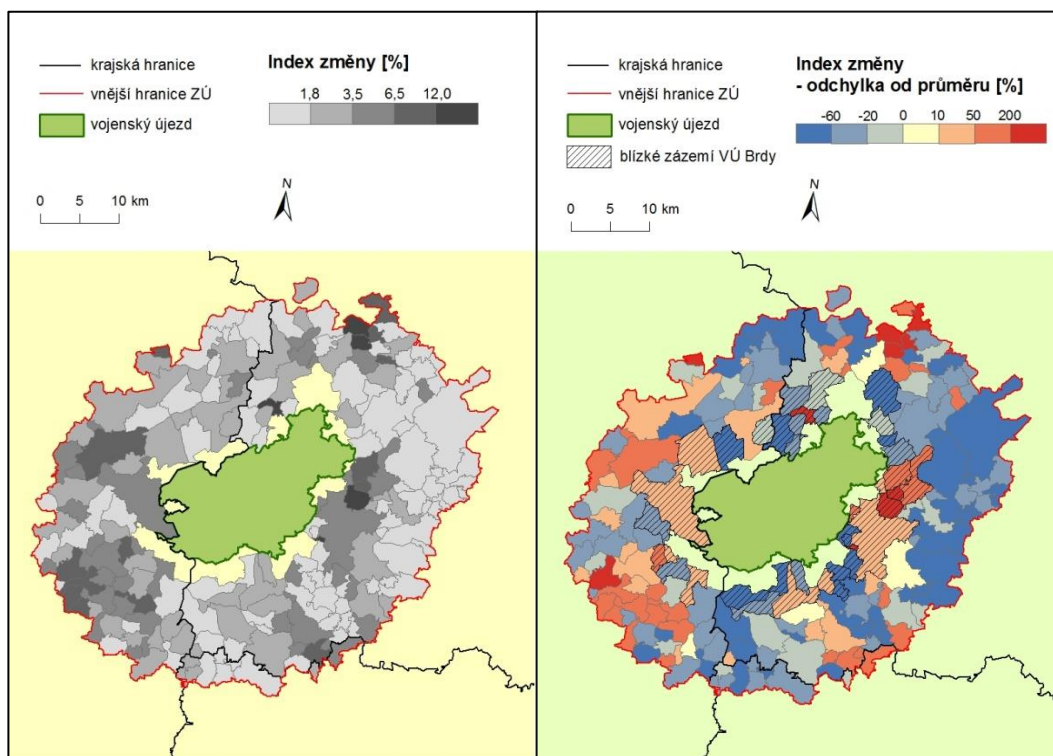 krajská hranice
vnější hranice ZÚ
vojenský újezd
Index změny [%]
1,8 3,5 6,5 12,0
0 5 10 km
N
krajská hranice
vnější hranice ZÚ
vojenský újezd
blízké zázemí VÚ Brdy
Index změny
- odchylka od průměru [%]
-60 -20 0 10 50 200
0 5 10 km
N